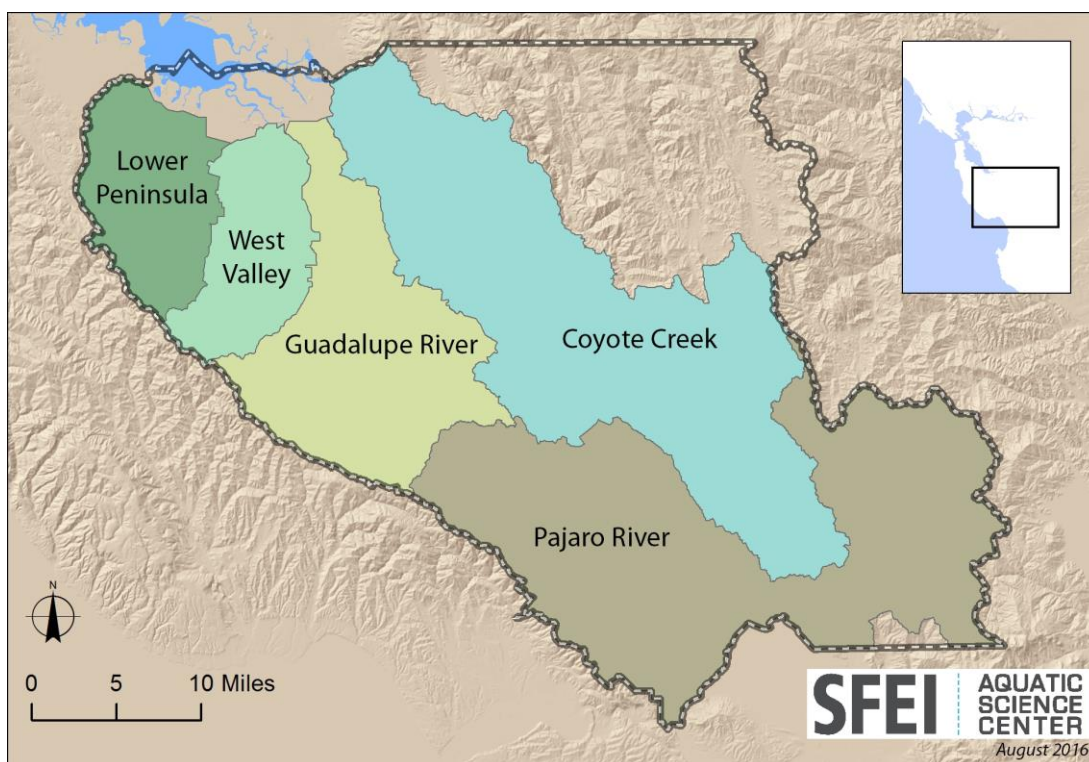 Lower
Peninsula
West
Valley
Guadalupe River
Coyote Creek
Pajaro River
N
0 5 10 Miles
SFEI
AQUATIC
SCIENCE
CENTER
August 2016